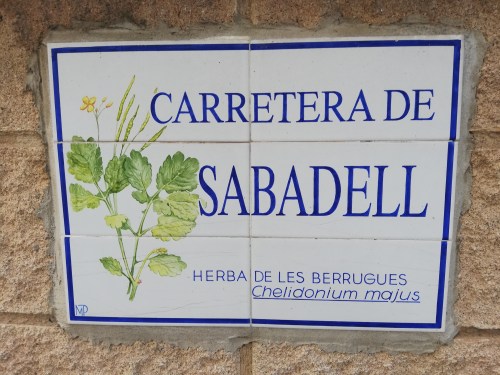 CARRETERA DE
SABADELL
HERBA DE LES BERRUGUES
Chelidonium majus